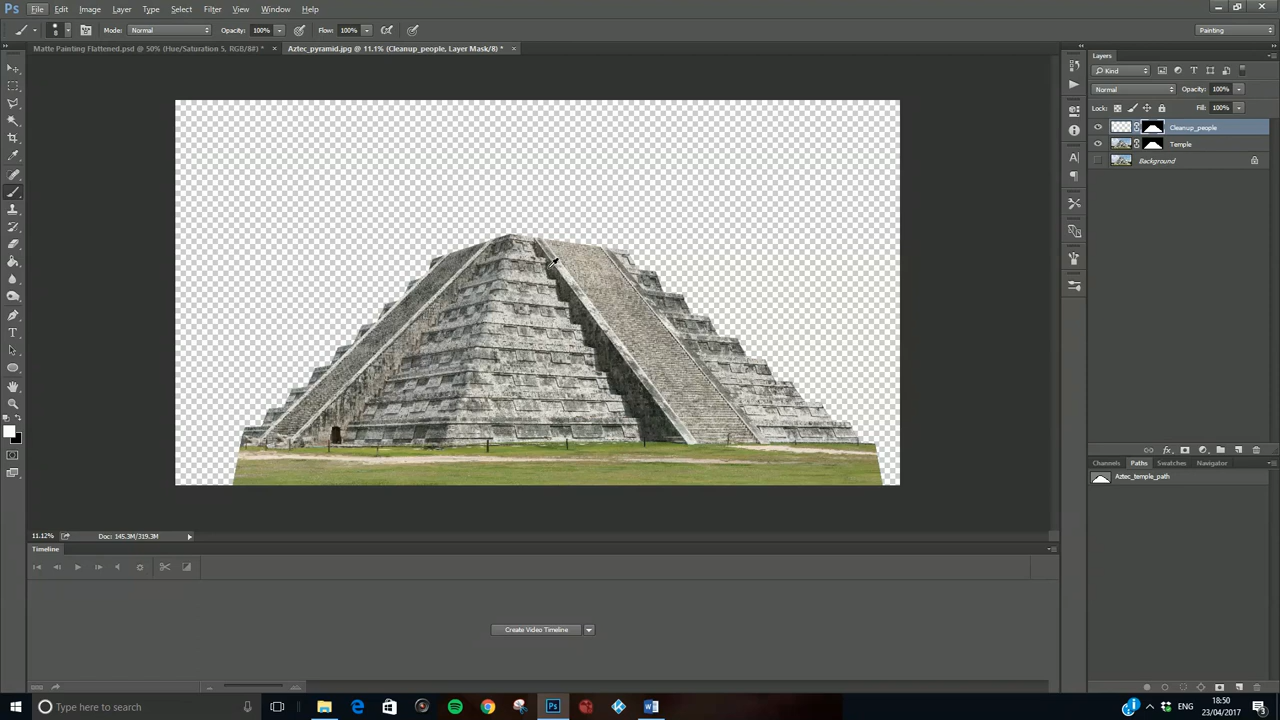 Ps File Edit Image Layer Type Select Filter 3D View Window Help
8 Mode: Normal Opacity: 100% Flow: 100% Painting
Matte Painting Flattened.psd @ 50% (Hue/Saturation 5, RGB/8#) * × Aztec_pyramid.jpg @ 11.1% (Cleanup_people, Layer Mask/8) * ×
Layers
Kind
Normal Opacity: 100%
Lock: Fill: 100%
Cleanup_people
Temple
Background
Channels Paths Swatches Navigator
Aztec_temple_path
11.12% Doc: 145.3M/319.3M
Timeline
Create Video Timeline
Type here to search
ENG
18:50
23/04/2017